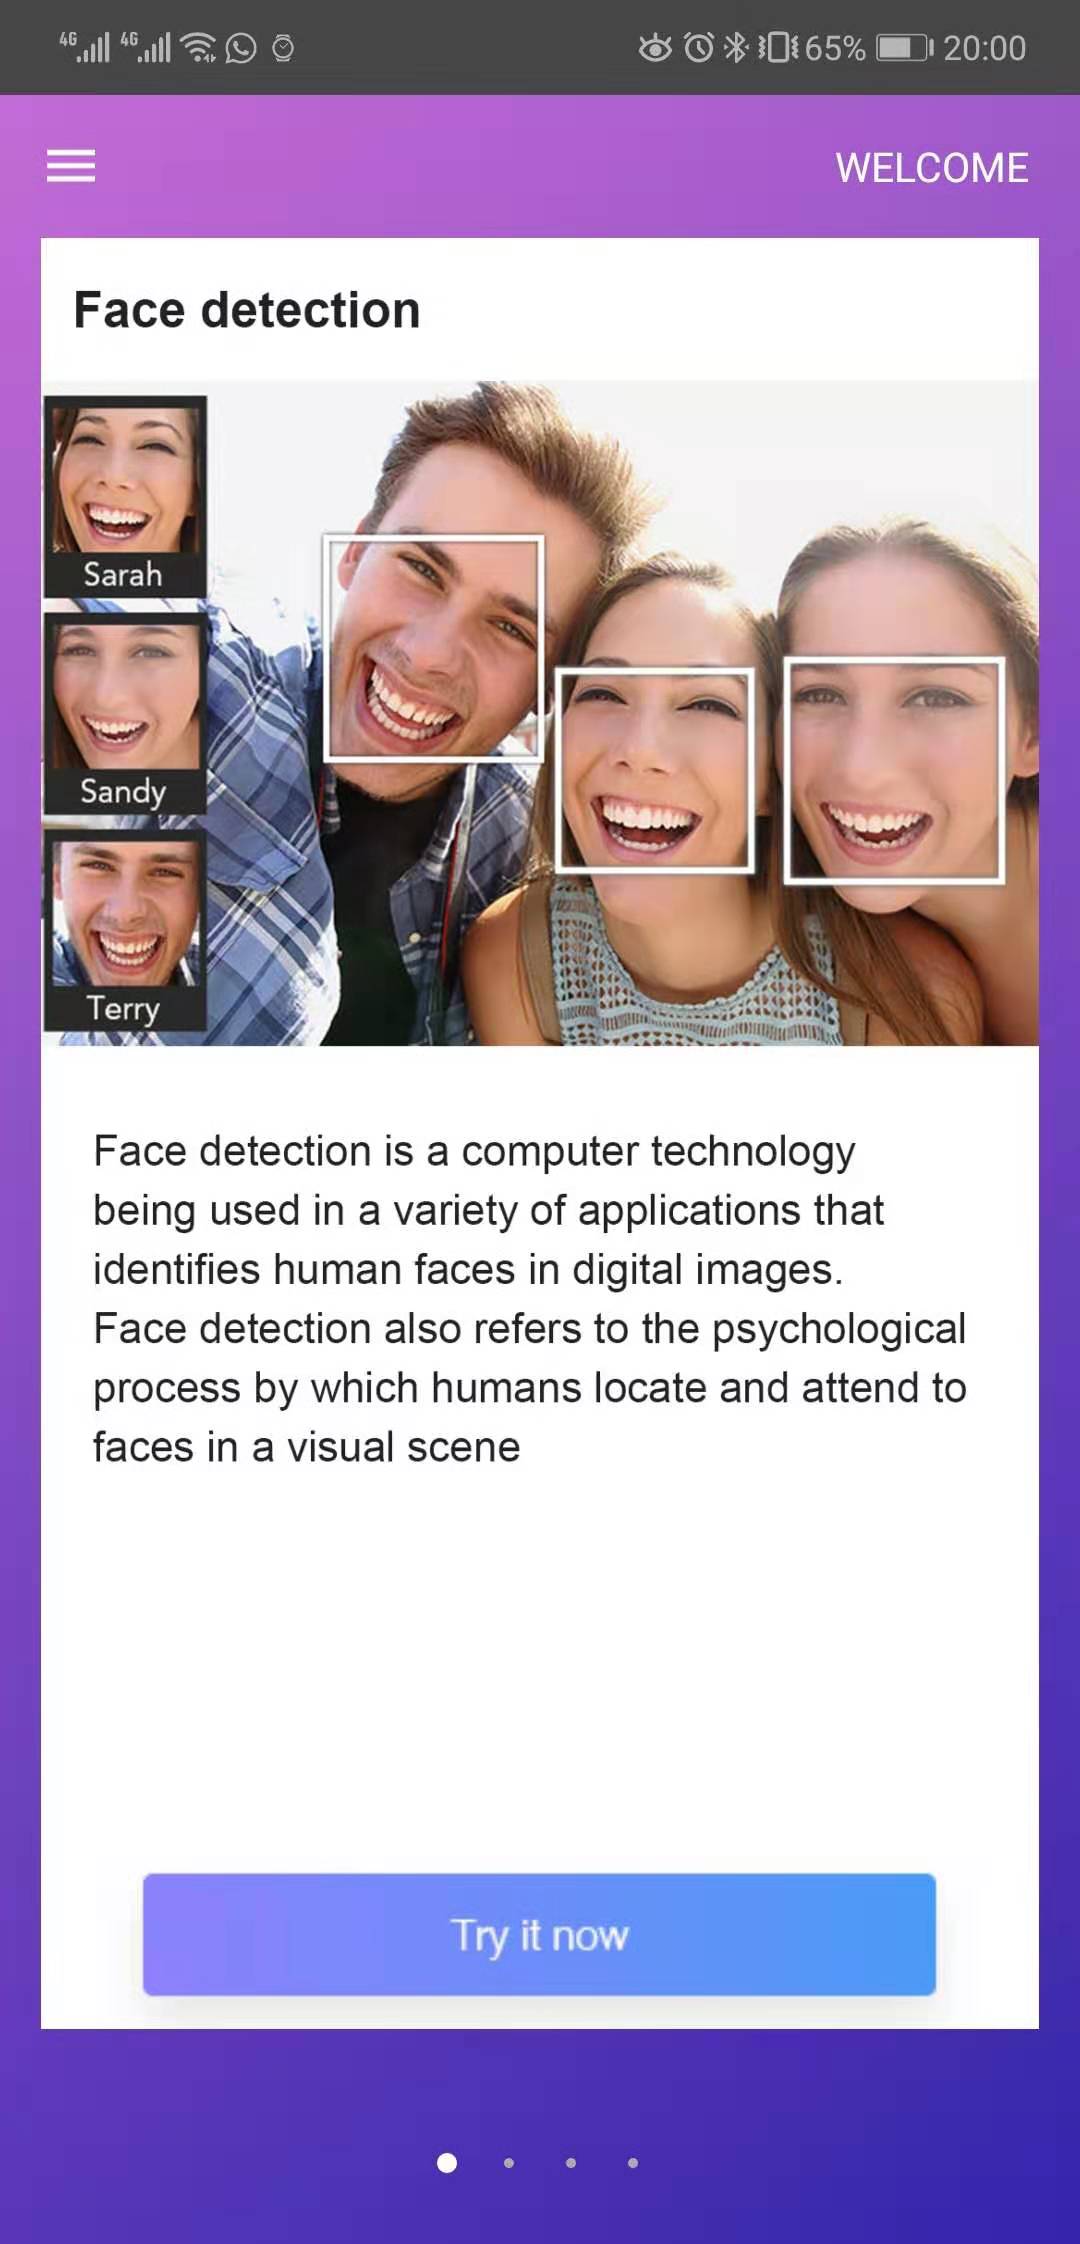 4G 4G 65% 20:00
WELCOME
Face detection
Sarah
Sandy
Terry
Face detection is a computer technology
being used in a variety of applications that
identifies human faces in digital images.
Face detection also refers to the psychological
process by which humans locate and attend to
faces in a visual scene
Try it now